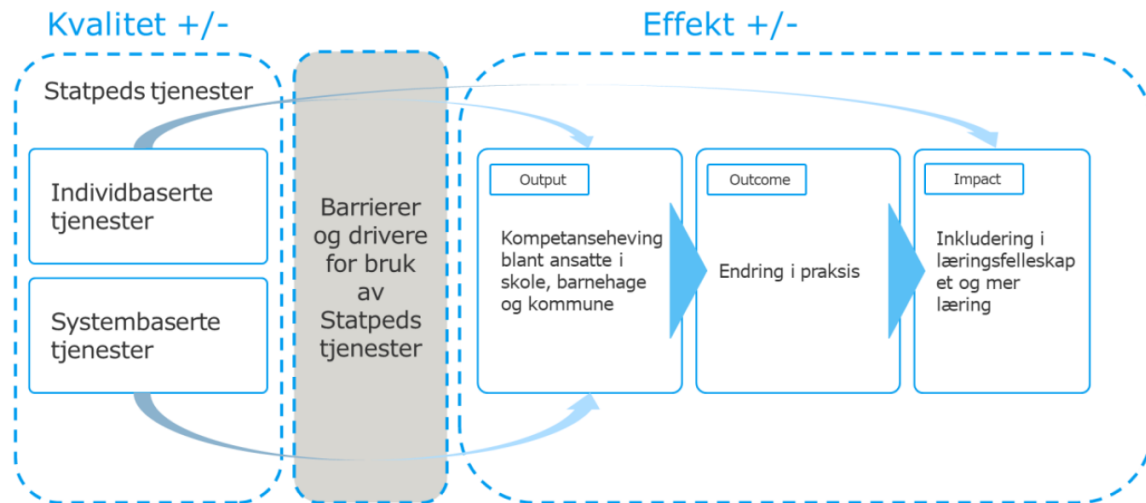 Kvalitet +/-
Effekt +/-
Statpeds tjenester
Individbaserte
tjenester
Systembaserte
tjenester
Barrierer
og drivere
for bruk
av
Statpeds
tjenester
Output
Kompetanseheving
blant ansatte i
skole, barnehage
og kommune
Outcome
Endring i praksis
Impact
Inkludering i
læringsfelleskap
et og mer
læring